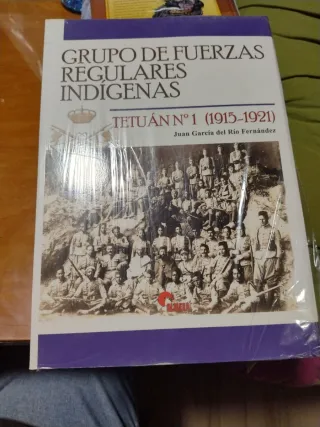 GRUPO DE FUERZAS
REGULARES
INDÍGENAS
TETUÁN Nº 1 (1915-1921)
Juan García del Río Fernández